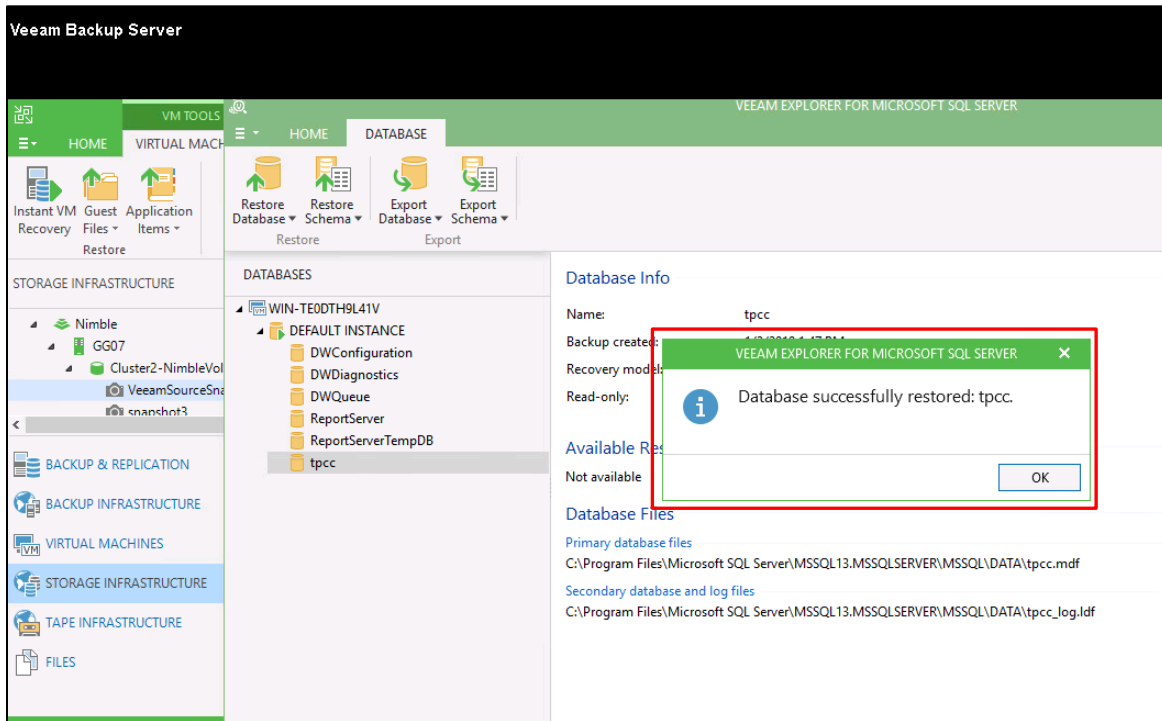 Veeam Backup Server
VM TOOLS
HOME
VIRTUAL MACH
Instant VM Recovery
Guest Files
Application Items
Restore
STORAGE INFRASTRUCTURE
Nimble
GG07
Cluster2-NimbleVol
VeeamSourceSna
snapshot3
BACKUP & REPLICATION
BACKUP INFRASTRUCTURE
VIRTUAL MACHINES
STORAGE INFRASTRUCTURE
TAPE INFRASTRUCTURE
FILES
VEEAM EXPLORER FOR MICROSOFT SQL SERVER
HOME
DATABASE
Restore Database
Restore Schema
Export Database
Export Schema
Restore
Export
DATABASES
WIN-TE0DTH9L41V
DEFAULT INSTANCE
DWConfiguration
DWDiagnostics
DWQueue
ReportServer
ReportServerTempDB
tpcc
Database Info
Name: tpcc
Backup created:
Recovery model
Read-only:
Available Res
Not available
Database Files
Primary database files
C:\Program Files\Microsoft SQL Server\MSSQL13.MSSQLSERVER\MSSQL\DATA\tpcc.mdf
Secondary database and log files
C:\Program Files\Microsoft SQL Server\MSSQL13.MSSQLSERVER\MSSQL\DATA\tpcc_log.ldf
VEEAM EXPLORER FOR MICROSOFT SQL SERVER
Database successfully restored: tpcc.
OK